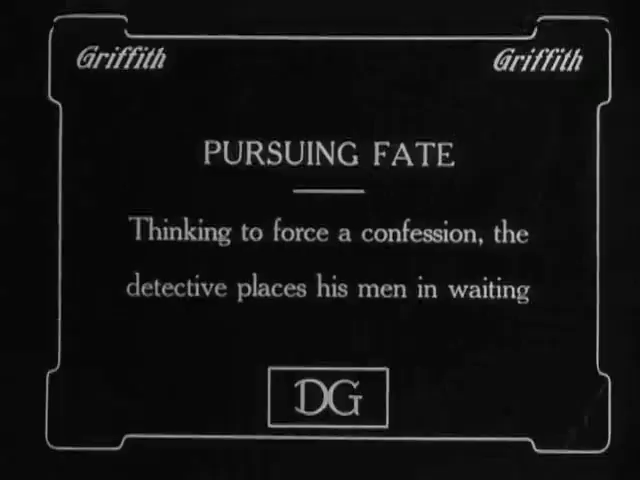 Griffith Griffith
PURSUING FATE
Thinking to force a confession, the
detective places his men in waiting
DG